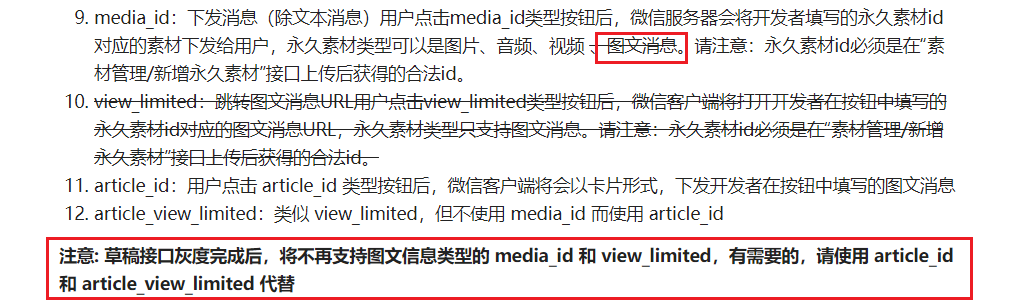 9. media_id：下发消息（除文本消息）用户点击media_id类型按钮后，微信服务器会将开发者填写的永久素材id
对应的素材下发给用户，永久素材类型可以是图片、音频、视频 、图文消息。请注意：永久素材id必须是在“素
材管理/新增永久素材”接口上传后获得的合法id。
10. view_limited：跳转图文消息URL用户点击view_limited类型按钮后，微信客户端将打开开发者在按钮中填写的
永久素材id对应的图文消息URL，永久素材类型只支持图文消息。请注意：永久素材id必须是在“素材管理/新增
永久素材”接口上传后获得的合法id。
11. article_id：用户点击 article_id 类型按钮后，微信客户端将会以卡片形式，下发开发者在按钮中填写的图文消息
12. article_view_limited：类似 view_limited，但不使用 media_id 而使用 article_id
注意: 草稿接口灰度完成后，将不再支持图文信息类型的 media_id 和 view_limited，有需要的，请使用 article_id
和 article_view_limited 代替